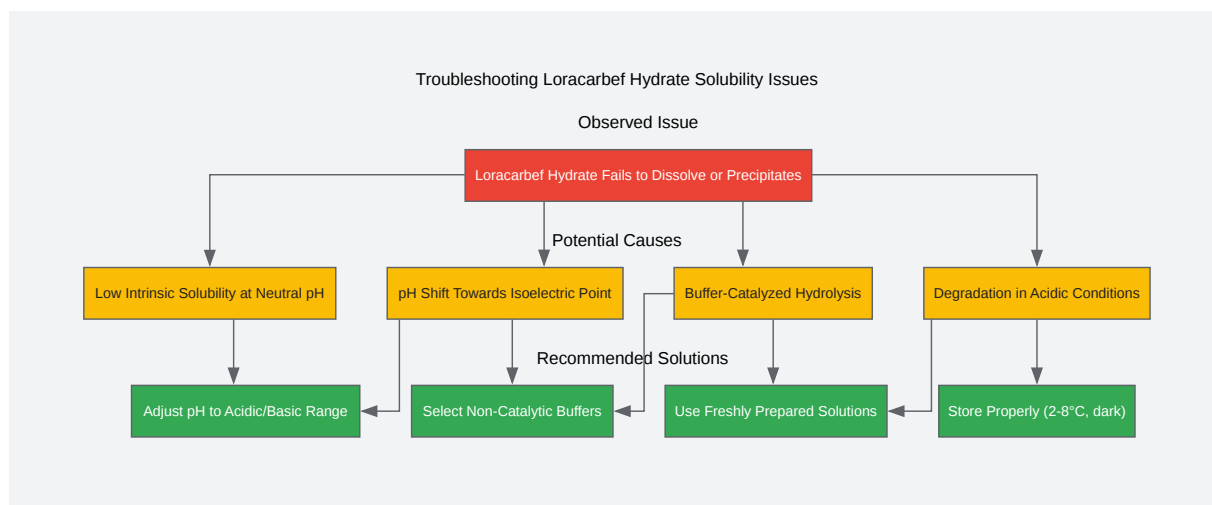 Troubleshooting Loracarbef Hydrate Solubility Issues
Observed Issue
Loracarbef Hydrate Fails to Dissolve or Precipitates
Potential Causes
Low Intrinsic Solubility at Neutral pH
pH Shift Towards Isoelectric Point
Buffer-Catalyzed Hydrolysis
Degradation in Acidic Conditions
Recommended Solutions
Adjust pH to Acidic/Basic Range
Select Non-Catalytic Buffers
Use Freshly Prepared Solutions
Store Properly (2-8°C, dark)